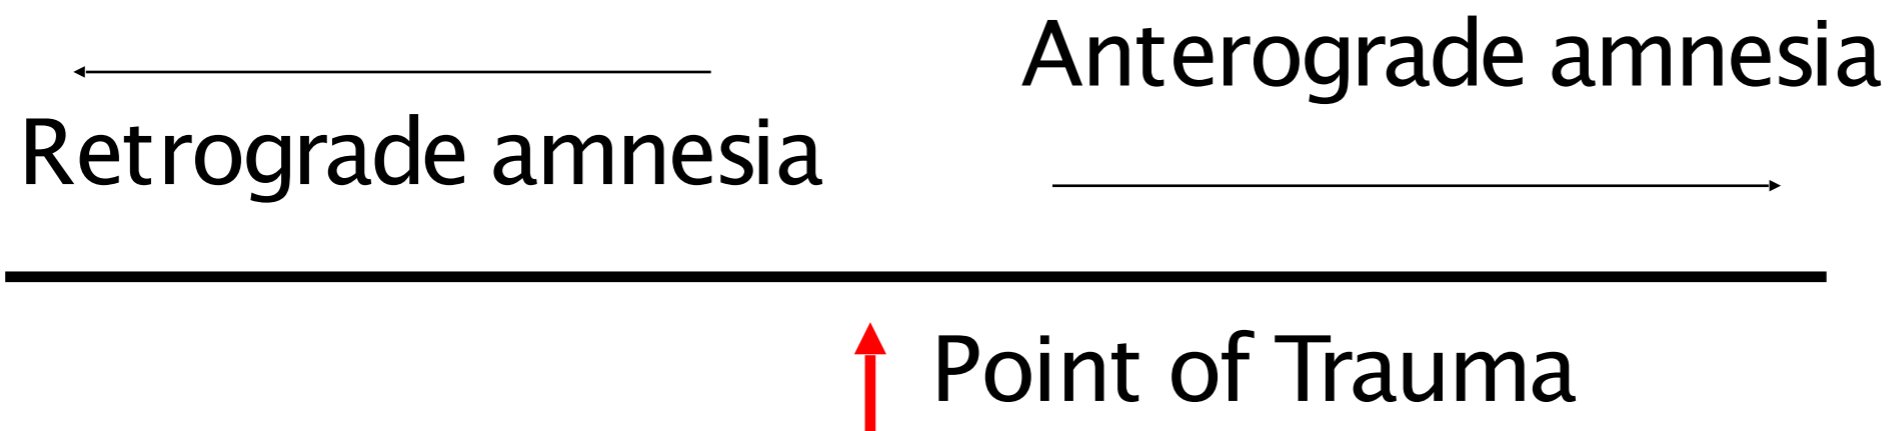 Anterograde amnesia
Retrograde amnesia
Point of Trauma